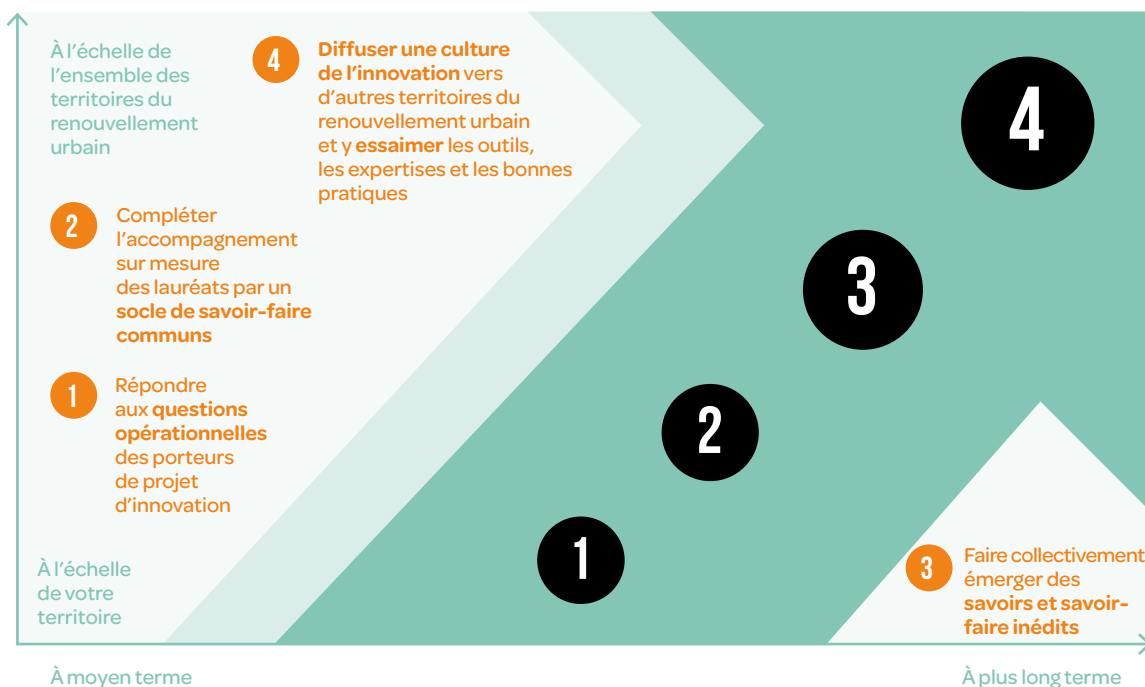 À l'échelle de
l'ensemble des
territoires du
renouvellement
urbain
4
Diffuser une culture
de l'innovation vers
d'autres territoires du
renouvellement urbain
et y essaimer les outils,
les expertises et les bonnes
pratiques
2
Compléter
l'accompagnement
sur mesure
des lauréats par un
socle de savoir-faire
communs
1
Répondre
aux questions
opérationnelles
des porteurs
de projet
d'innovation
À l'échelle
de votre
territoire
4
3
2
1
3
Faire collectivement
émerger des
savoirs et savoir-
faire inédits
À moyen terme
À plus long terme